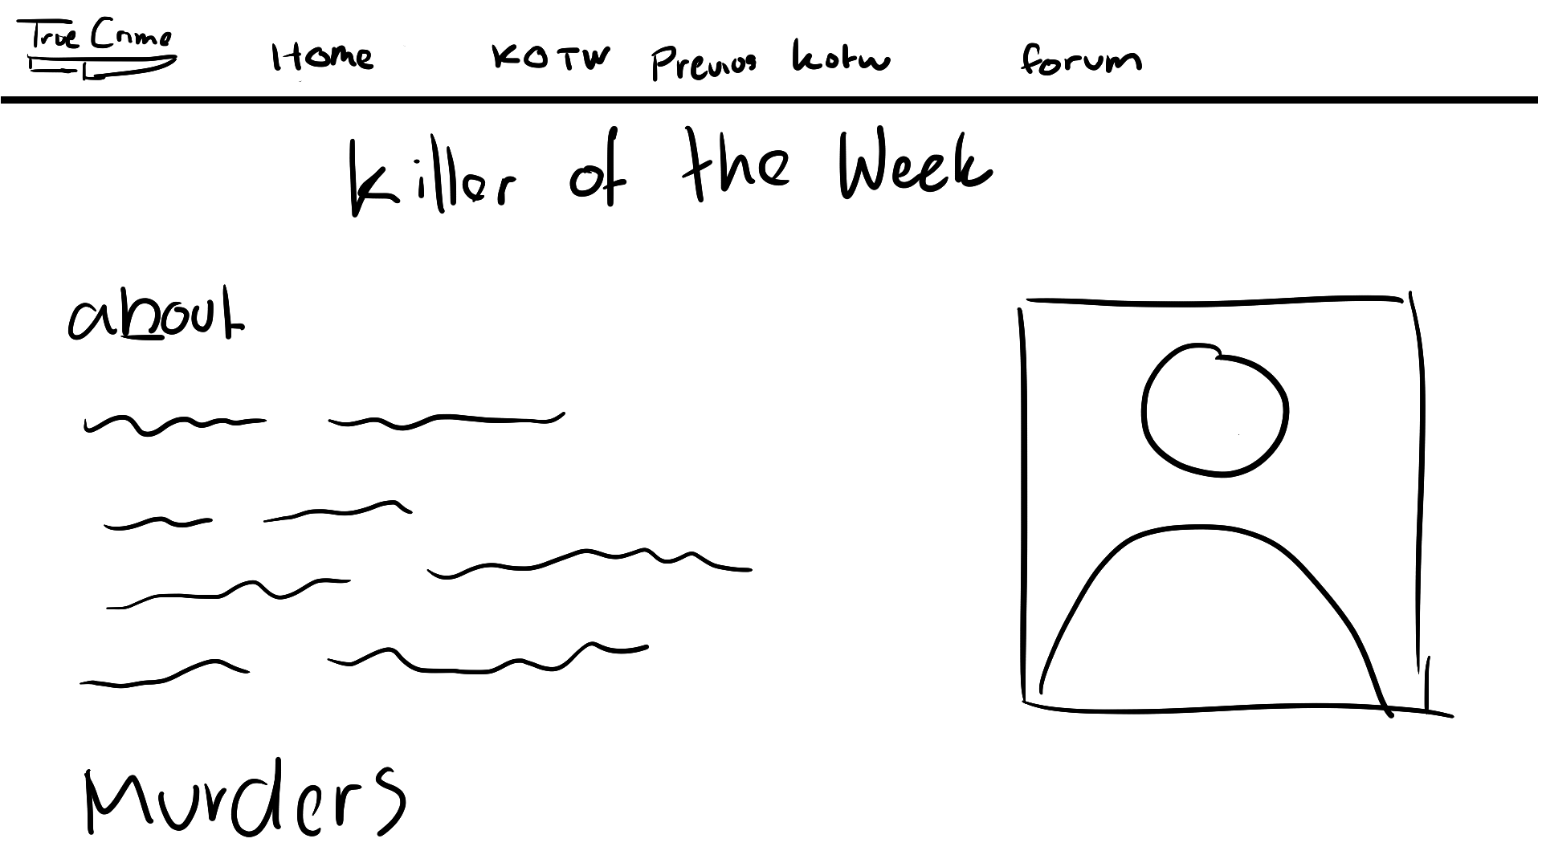 True Crime
Home KOTW Previos kotw forum
Killer of the Week
about
Murders